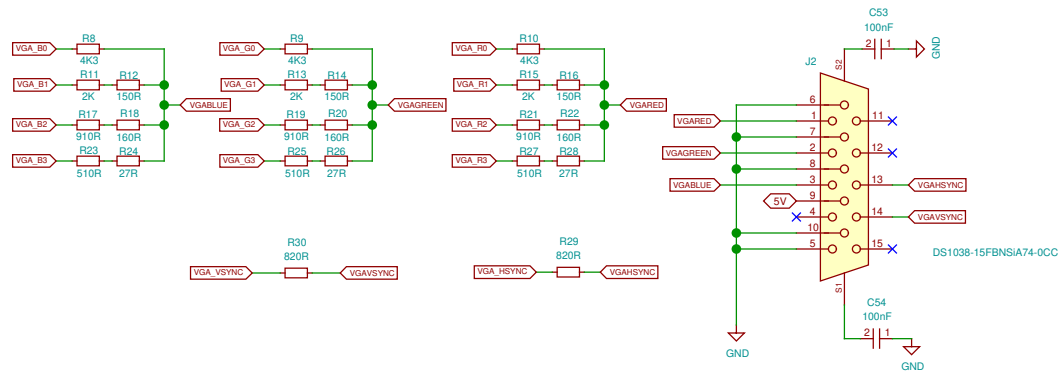 VGA_B0
R8
4K3
VGA_B1
R11
2K
R12
150R
VGABLUE
VGA_B2
R17
910R
R18
160R
VGA_B3
R23
510R
R24
27R
VGA_G0
R9
4K3
VGA_G1
R13
2K
R14
150R
VGAGREEN
VGA_G2
R19
910R
R20
160R
VGA_G3
R25
510R
R26
27R
VGA_R0
R10
4K3
VGA_R1
R15
2K
R16
150R
VGARED
VGA_R2
R21
910R
R22
160R
VGA_R3
R27
510R
R28
27R
VGA_VSYNC
R30
820R
VGAVSYNC
VGA_HSYNC
R29
820R
VGAHSYNC
C53
100nF
2 1
GND
S2
J2
6
VGARED
1
11
7
VGAGREEN
2
12
8
VGABLUE
3
13
VGAHSYNC
5V
9
4
14
VGAVSYNC
10
5
15
DS1038-15FBNSiA74-0CC
S1
C54
100nF
2 1
GND
GND